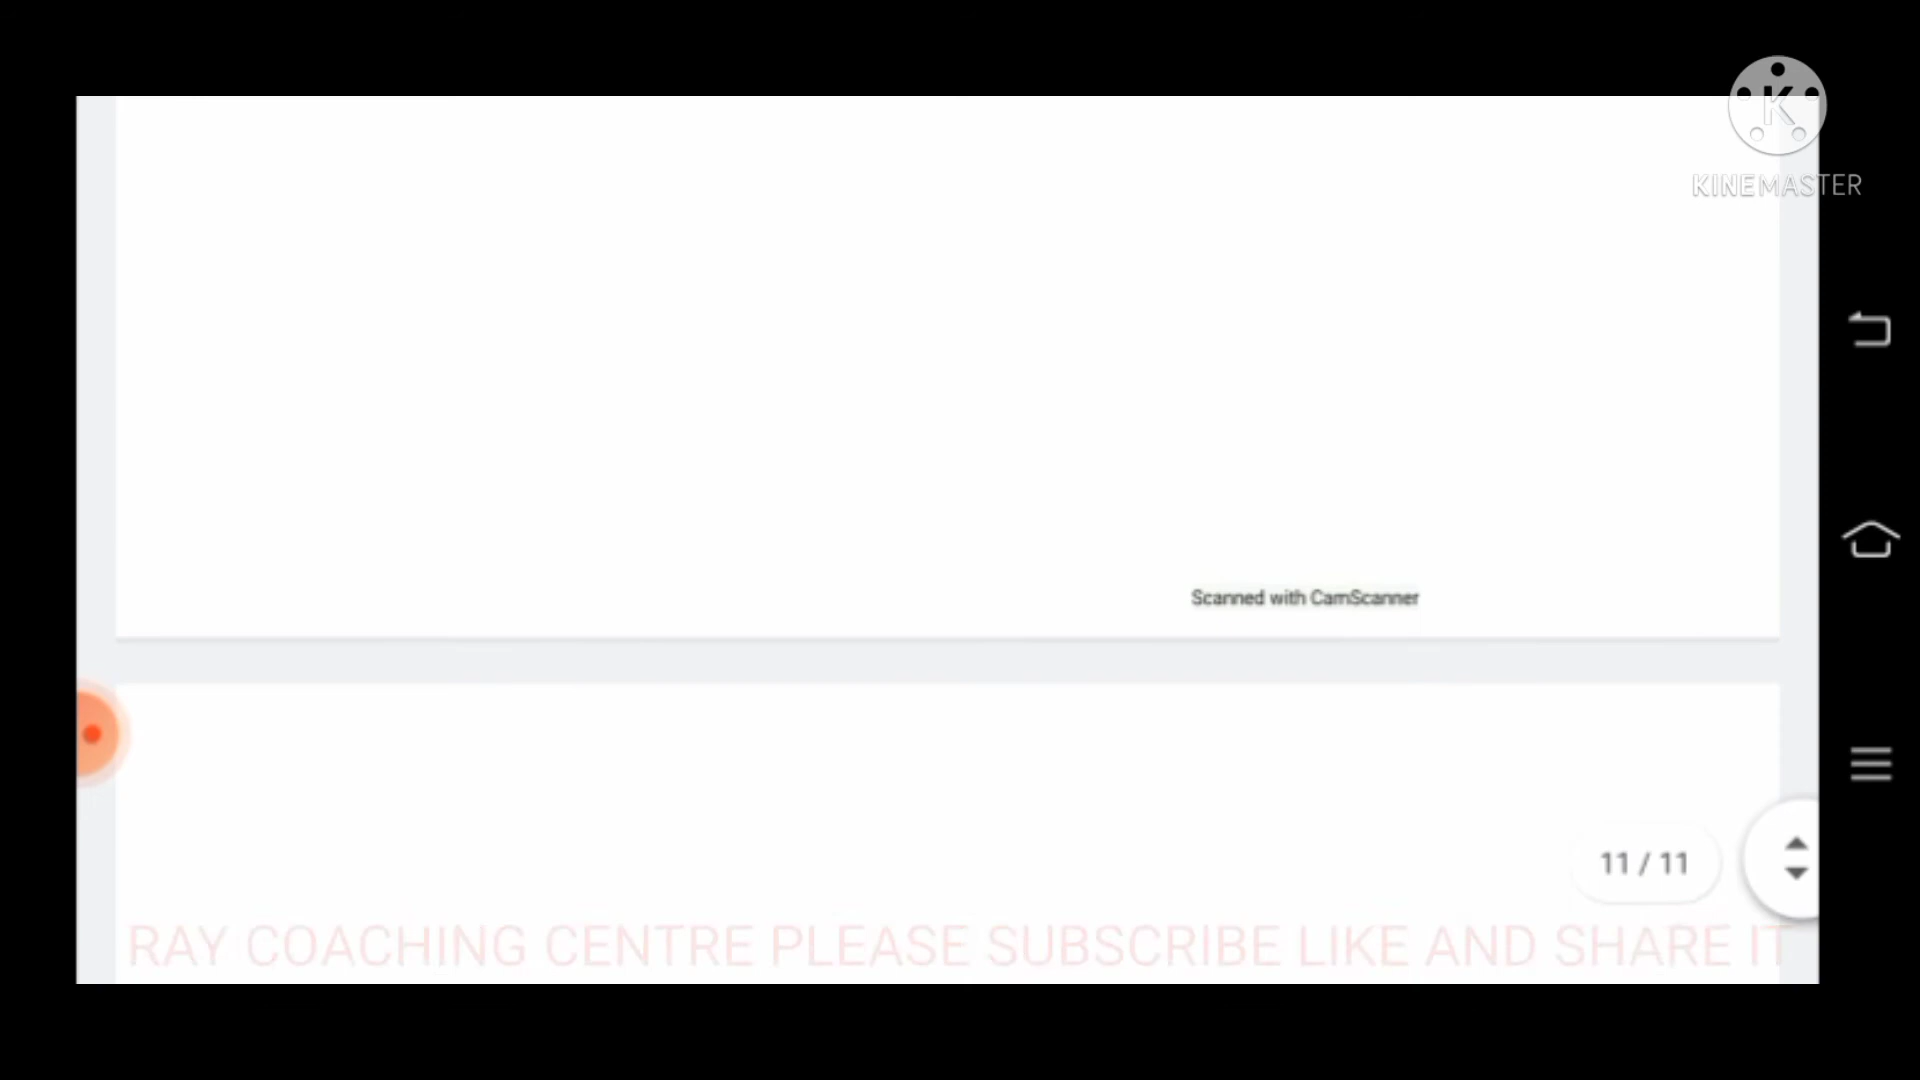 K
KINEMASTER
Scanned with CamScanner
11 / 11
RAY COACHING CENTRE PLEASE SUBSCRIBE LIKE AND SHARE IT